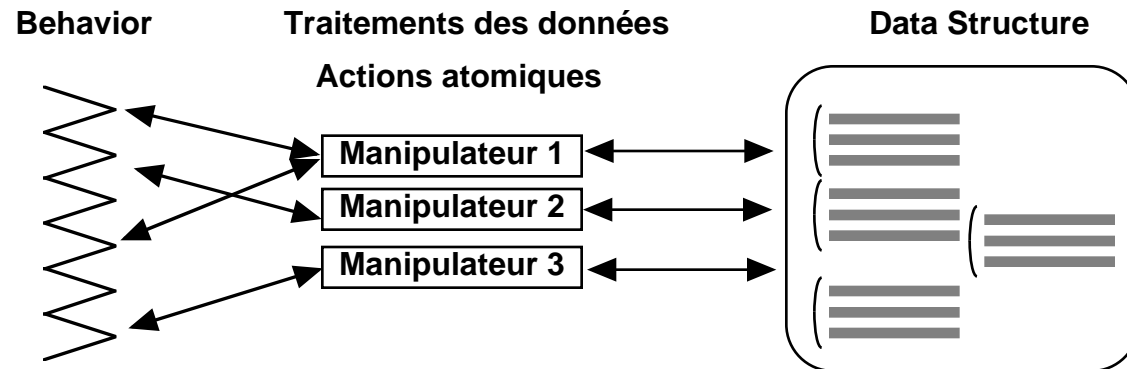 Behavior
Traitements des données
Data Structure
Actions atomiques
Manipulateur 1
Manipulateur 2
Manipulateur 3